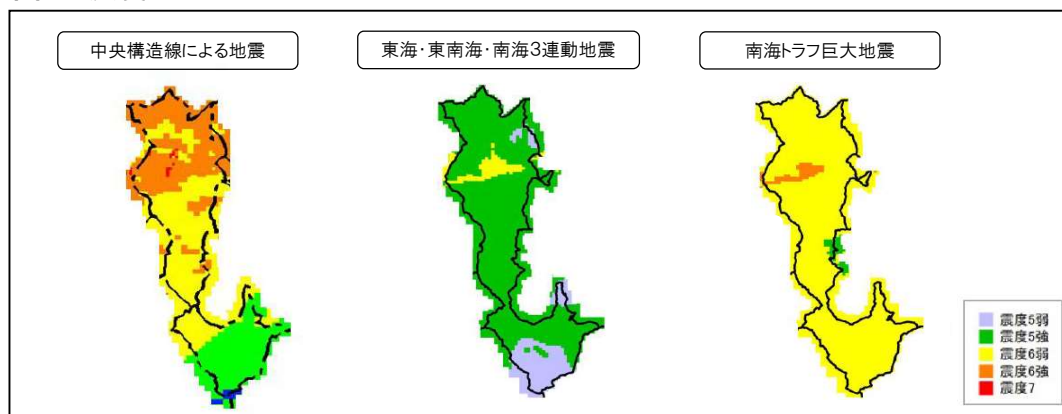 中央構造線による地震
東海・東南海・南海3連動地震
南海トラフ巨大地震
震度5弱
震度5強
震度6弱
震度6強
震度7